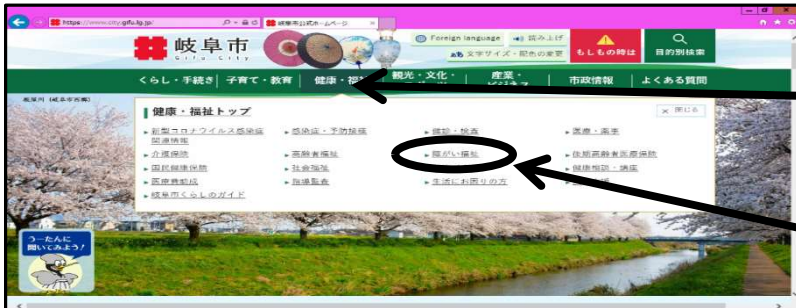 https://www.city.gifu.lg.jp/
岐阜市公式ホームページ
岐阜市
Gifu City
Foreign language
読み上げ
文字サイズ・配色の変更
もしもの時は
目的別検索
くらし・手続き
子育て・教育
健康・福祉
観光・文化・
産業・
市政情報
よくある質問
健康・福祉トップ
× 閉じる
新型コロナウイルス感染症関連情報
感染症・予防接種
健診・検査
医療・薬事
介護保険
高齢者福祉
障がい福祉
後期高齢者医療保険
国民健康保険
社会福祉
健康相談・講座
医療費助成
指導監査
生活にお困りの方
岐阜市くらしのガイド
うーたんに
聞いてみよう!